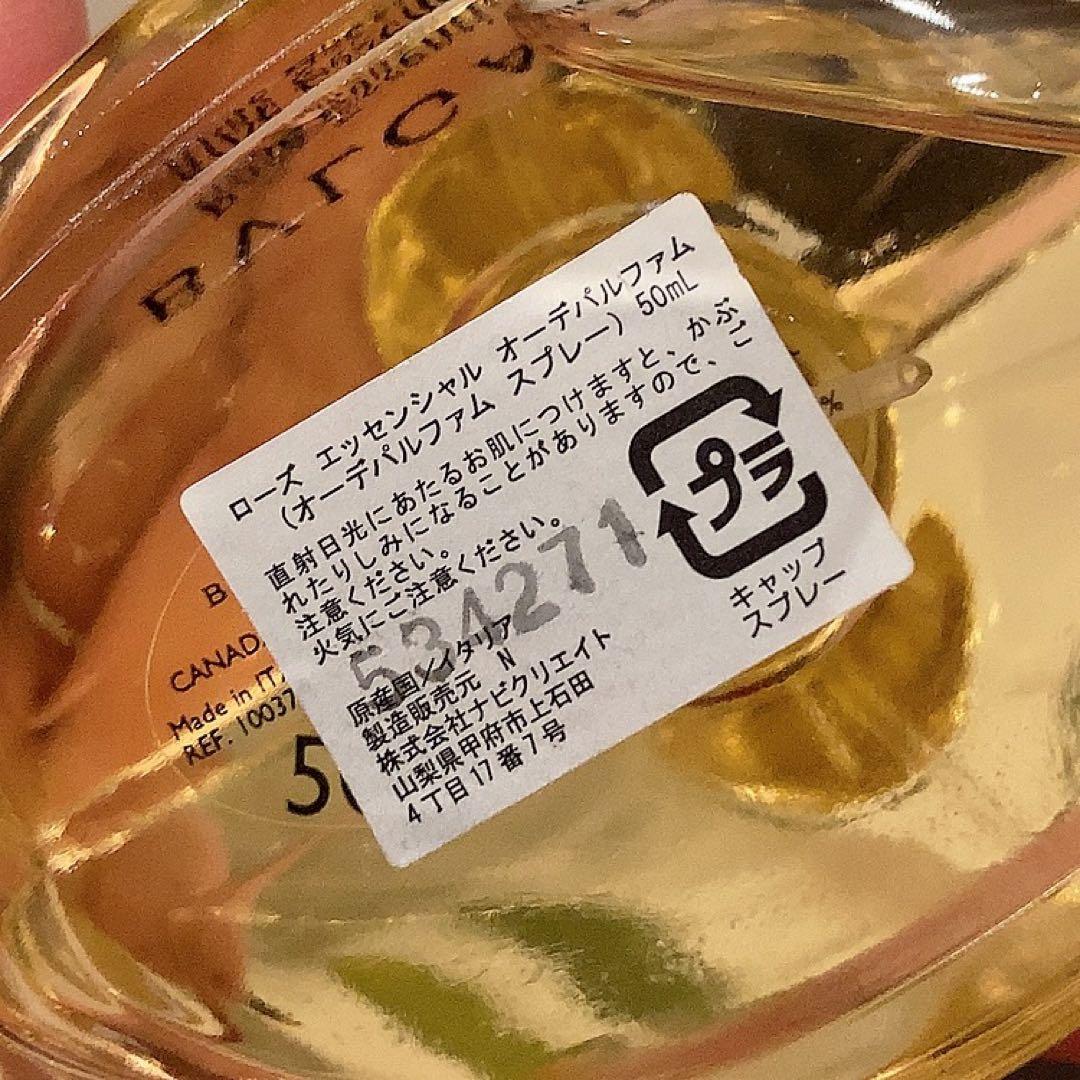 BVLGA
ローズ エッセンシャル オーデパルファム
(オーデパルファム スプレー) 50mL
直射日光にあたるお肌につけますと、かぶ
れたりしみになることがありますので、ご
注意ください。
火気にご注意ください。
534271
原産国/イタリア
製造販売元 N
株式会社ナビクリエイト
山梨県甲府市上石田
4丁目17番7号
プラ
キャップ
スプレー
%
B
CANADA
Made in ITA
REF. 10037
50